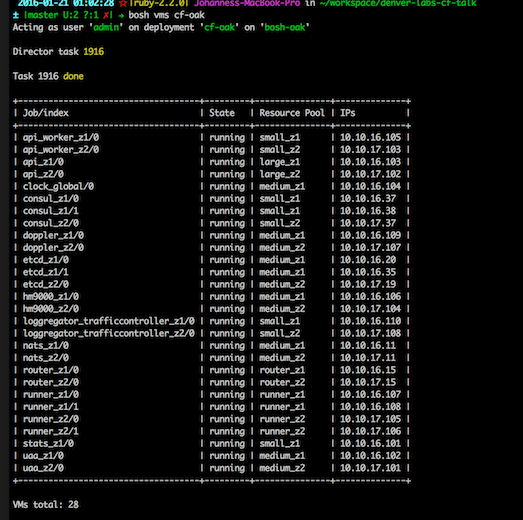 2016-01-21 01:02:28 ☆ |ruby-2.2.0| Johanness-MacBook-Pro in ~/workspace/denver-labs-cf-talk
± |master U:2 ?:1 ✗| → bosh vms cf-oak
Acting as user 'admin' on deployment 'cf-oak' on 'bosh-oak'
Director task 1916
Task 1916 done
+------------------------------------+---------+---------------+--------------+
| Job/index | State | Resource Pool | IPs |
+------------------------------------+---------+---------------+--------------+
| api_worker_z1/0 | running | small_z1 | 10.10.16.105 |
| api_worker_z2/0 | running | small_z2 | 10.10.17.103 |
| api_z1/0 | running | large_z1 | 10.10.16.103 |
| api_z2/0 | running | large_z2 | 10.10.17.102 |
| clock_global/0 | running | medium_z1 | 10.10.16.104 |
| consul_z1/0 | running | small_z1 | 10.10.16.37 |
| consul_z1/1 | running | small_z1 | 10.10.16.38 |
| consul_z2/0 | running | small_z2 | 10.10.17.37 |
| doppler_z1/0 | running | medium_z1 | 10.10.16.109 |
| doppler_z2/0 | running | medium_z2 | 10.10.17.107 |
| etcd_z1/0 | running | medium_z1 | 10.10.16.20 |
| etcd_z1/1 | running | medium_z1 | 10.10.16.35 |
| etcd_z2/0 | running | medium_z2 | 10.10.17.19 |
| hm9000_z1/0 | running | medium_z1 | 10.10.16.106 |
| hm9000_z2/0 | running | medium_z2 | 10.10.17.104 |
| loggregator_trafficcontroller_z1/0 | running | small_z1 | 10.10.16.110 |
| loggregator_trafficcontroller_z2/0 | running | small_z2 | 10.10.17.108 |
| nats_z1/0 | running | medium_z1 | 10.10.16.11 |
| nats_z2/0 | running | medium_z2 | 10.10.17.11 |
| router_z1/0 | running | router_z1 | 10.10.16.15 |
| router_z2/0 | running | router_z2 | 10.10.17.15 |
| runner_z1/0 | running | runner_z1 | 10.10.16.107 |
| runner_z1/1 | running | runner_z1 | 10.10.16.108 |
| runner_z2/0 | running | runner_z2 | 10.10.17.105 |
| runner_z2/1 | running | runner_z2 | 10.10.17.106 |
| stats_z1/0 | running | small_z1 | 10.10.16.101 |
| uaa_z1/0 | running | medium_z1 | 10.10.16.102 |
| uaa_z2/0 | running | medium_z2 | 10.10.17.101 |
+------------------------------------+---------+---------------+--------------+
VMs total: 28